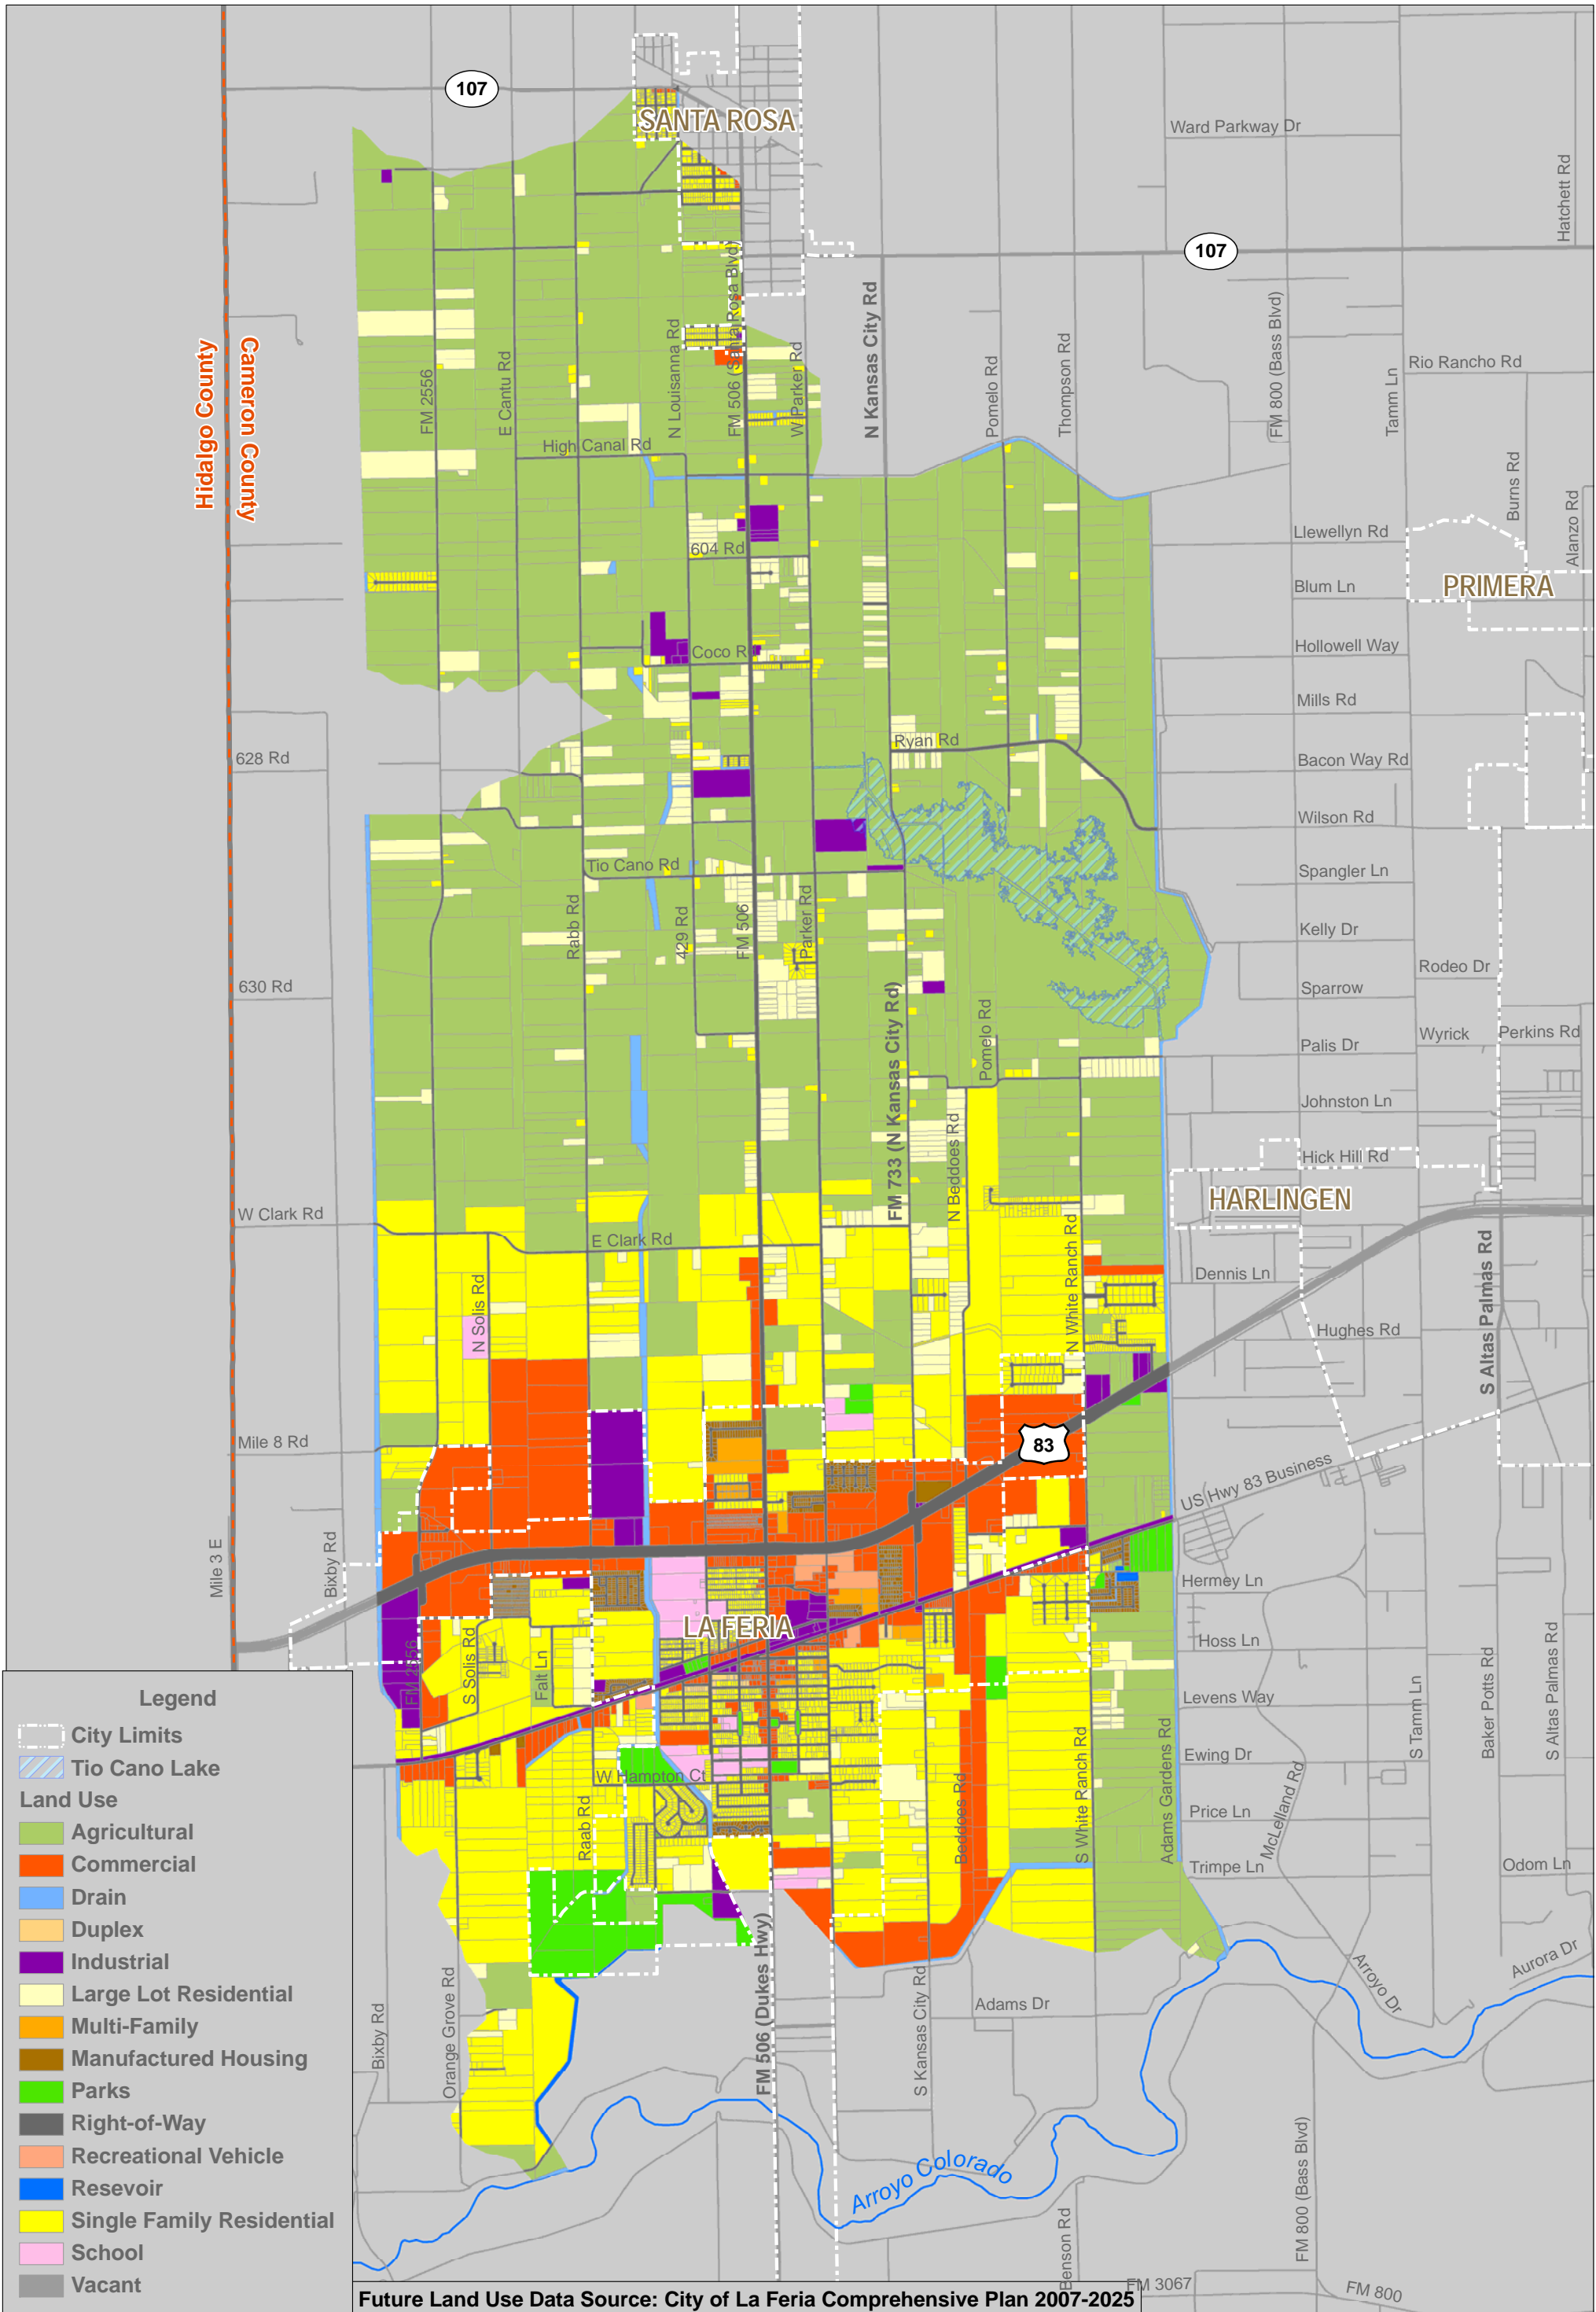 107
SANTA ROSA
Ward Parkway Dr
Hatchett Rd
107
Hidalgo County
Cameron County
FM 2556
E Cantu Rd
N Louisanna Rd
FM 506 (Santa Rosa Blvd)
W Parker Rd
N Kansas City Rd
Pomelo Rd
Thompson Rd
FM 800 (Bass Blvd)
Tamm Ln
Rio Rancho Rd
High Canal Rd
Burns Rd
Alanzo Rd
604 Rd
Llewellyn Rd
PRIMERA
Blum Ln
Coco R
Hollowell Way
Mills Rd
Ryan Rd
628 Rd
Bacon Way Rd
Wilson Rd
Tio Cano Rd
Spangler Ln
Rabb Rd
429 Rd
FM 506
Parker Rd
Kelly Dr
Rodeo Dr
630 Rd
Sparrow
FM 733 (N Kansas City Rd)
Pomelo Rd
Palis Dr
Wyrick
Perkins Rd
Johnston Ln
N Beddoes Rd
Hick Hill Rd
HARLINGEN
W Clark Rd
E Clark Rd
N Solis Rd
N White Ranch Rd
Dennis Ln
S Altas Palmas Rd
Hughes Rd
Mile 8 Rd
83
US Hwy 83 Business
Mile 3 E
Bixby Rd
Hermey Ln
LA FERIA
FM 2556
S Solis Rd
Falt Ln
Hoss Ln
Levens Way
S Tamm Ln
Baker Potts Rd
S Altas Palmas Rd
W Hampton Ct
Ewing Dr
Raab Rd
Beddoes Rd
S White Ranch Rd
Adams Gardens Rd
Price Ln
McLelland Rd
Trimpe Ln
Odom Ln
Bixby Rd
Orange Grove Rd
FM 506 (Dukes Hwy)
S Kansas City Rd
Adams Dr
Arroyo Dr
Aurora Dr
Arroyo Colorado
Benson Rd
FM 800 (Bass Blvd)
FM 3067
FM 800
Legend
City Limits
Tio Cano Lake
Land Use
Agricultural
Commercial
Drain
Duplex
Industrial
Large Lot Residential
Multi-Family
Manufactured Housing
Parks
Right-of-Way
Recreational Vehicle
Resevoir
Single Family Residential
School
Vacant
Future Land Use Data Source: City of La Feria Comprehensive Plan 2007-2025